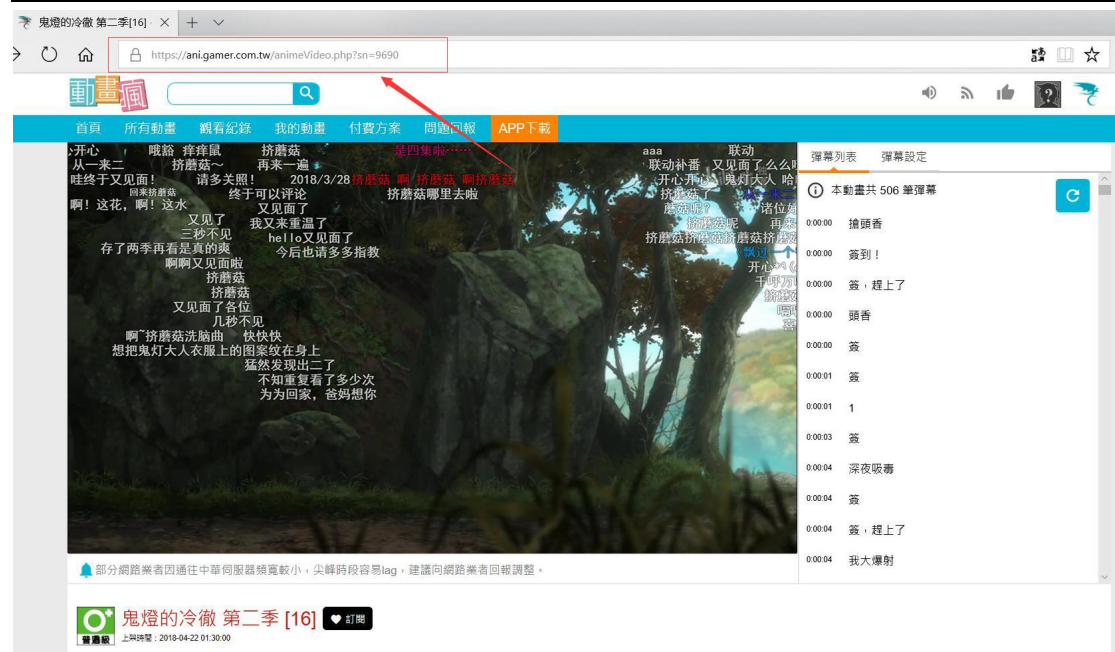 鬼燈的冷徹 第二季[16]
https://ani.gamer.com.tw/animeVideo.php?sn=9690
動畫瘋
首頁 所有動畫 觀看紀錄 我的動畫 付費方案 問題回報 APP下載
开心 哦豁 痒痒鼠 挤蘑菇 是四集啦…… aaa 联动
从一来二 挤蘑菇～ 再来一遍 联动补番 又见面了么么
哇终于又见面! 请多关照! 2018/3/28 挤蘑菇 啊 挤蘑菇 啊挤蘑菇 开心开心 鬼灯大人
回来挤蘑菇 终于可以评论 挤蘑菇哪里去啦 挤蘑菇了
啊! 这花, 啊! 这水 又见面了 蘑菇呢?
又见了 我又来重温了 挤蘑菇呢
三秒不见 hello又见面了 挤蘑菇挤蘑菇挤蘑菇挤
存了两季再看是真的爽 今后也请多多指教 飘过一个
啊啊又见面啦 开心
挤蘑菇
挤蘑菇
又见面了各位
几秒不见
啊~挤蘑菇洗脑曲 快快快
想把鬼灯大人衣服上的图案纹在身上
猛然发现出二了
不知重复看了多少次
为为回家, 爸妈想你
彈幕列表 彈幕設定
本動畫共 506 筆彈幕
0:00:00 搶頭香
0:00:00 簽到！
0:00:00 簽，趕上了
0:00:00 頭香
0:00:00 簽
0:00:01 簽
0:00:01 1
0:00:03 簽
0:00:04 深夜吸毒
0:00:04 簽
0:00:04 簽，趕上了
0:00:04 我大爆射
部分網路業者因通往中華伺服器頻寬較小，尖峰時段容易lag，建議向網路業者回報調整。
普遍級
鬼燈的冷徹 第二季 [16] 訂閱
上架時間：2018-04-22 01:30:00